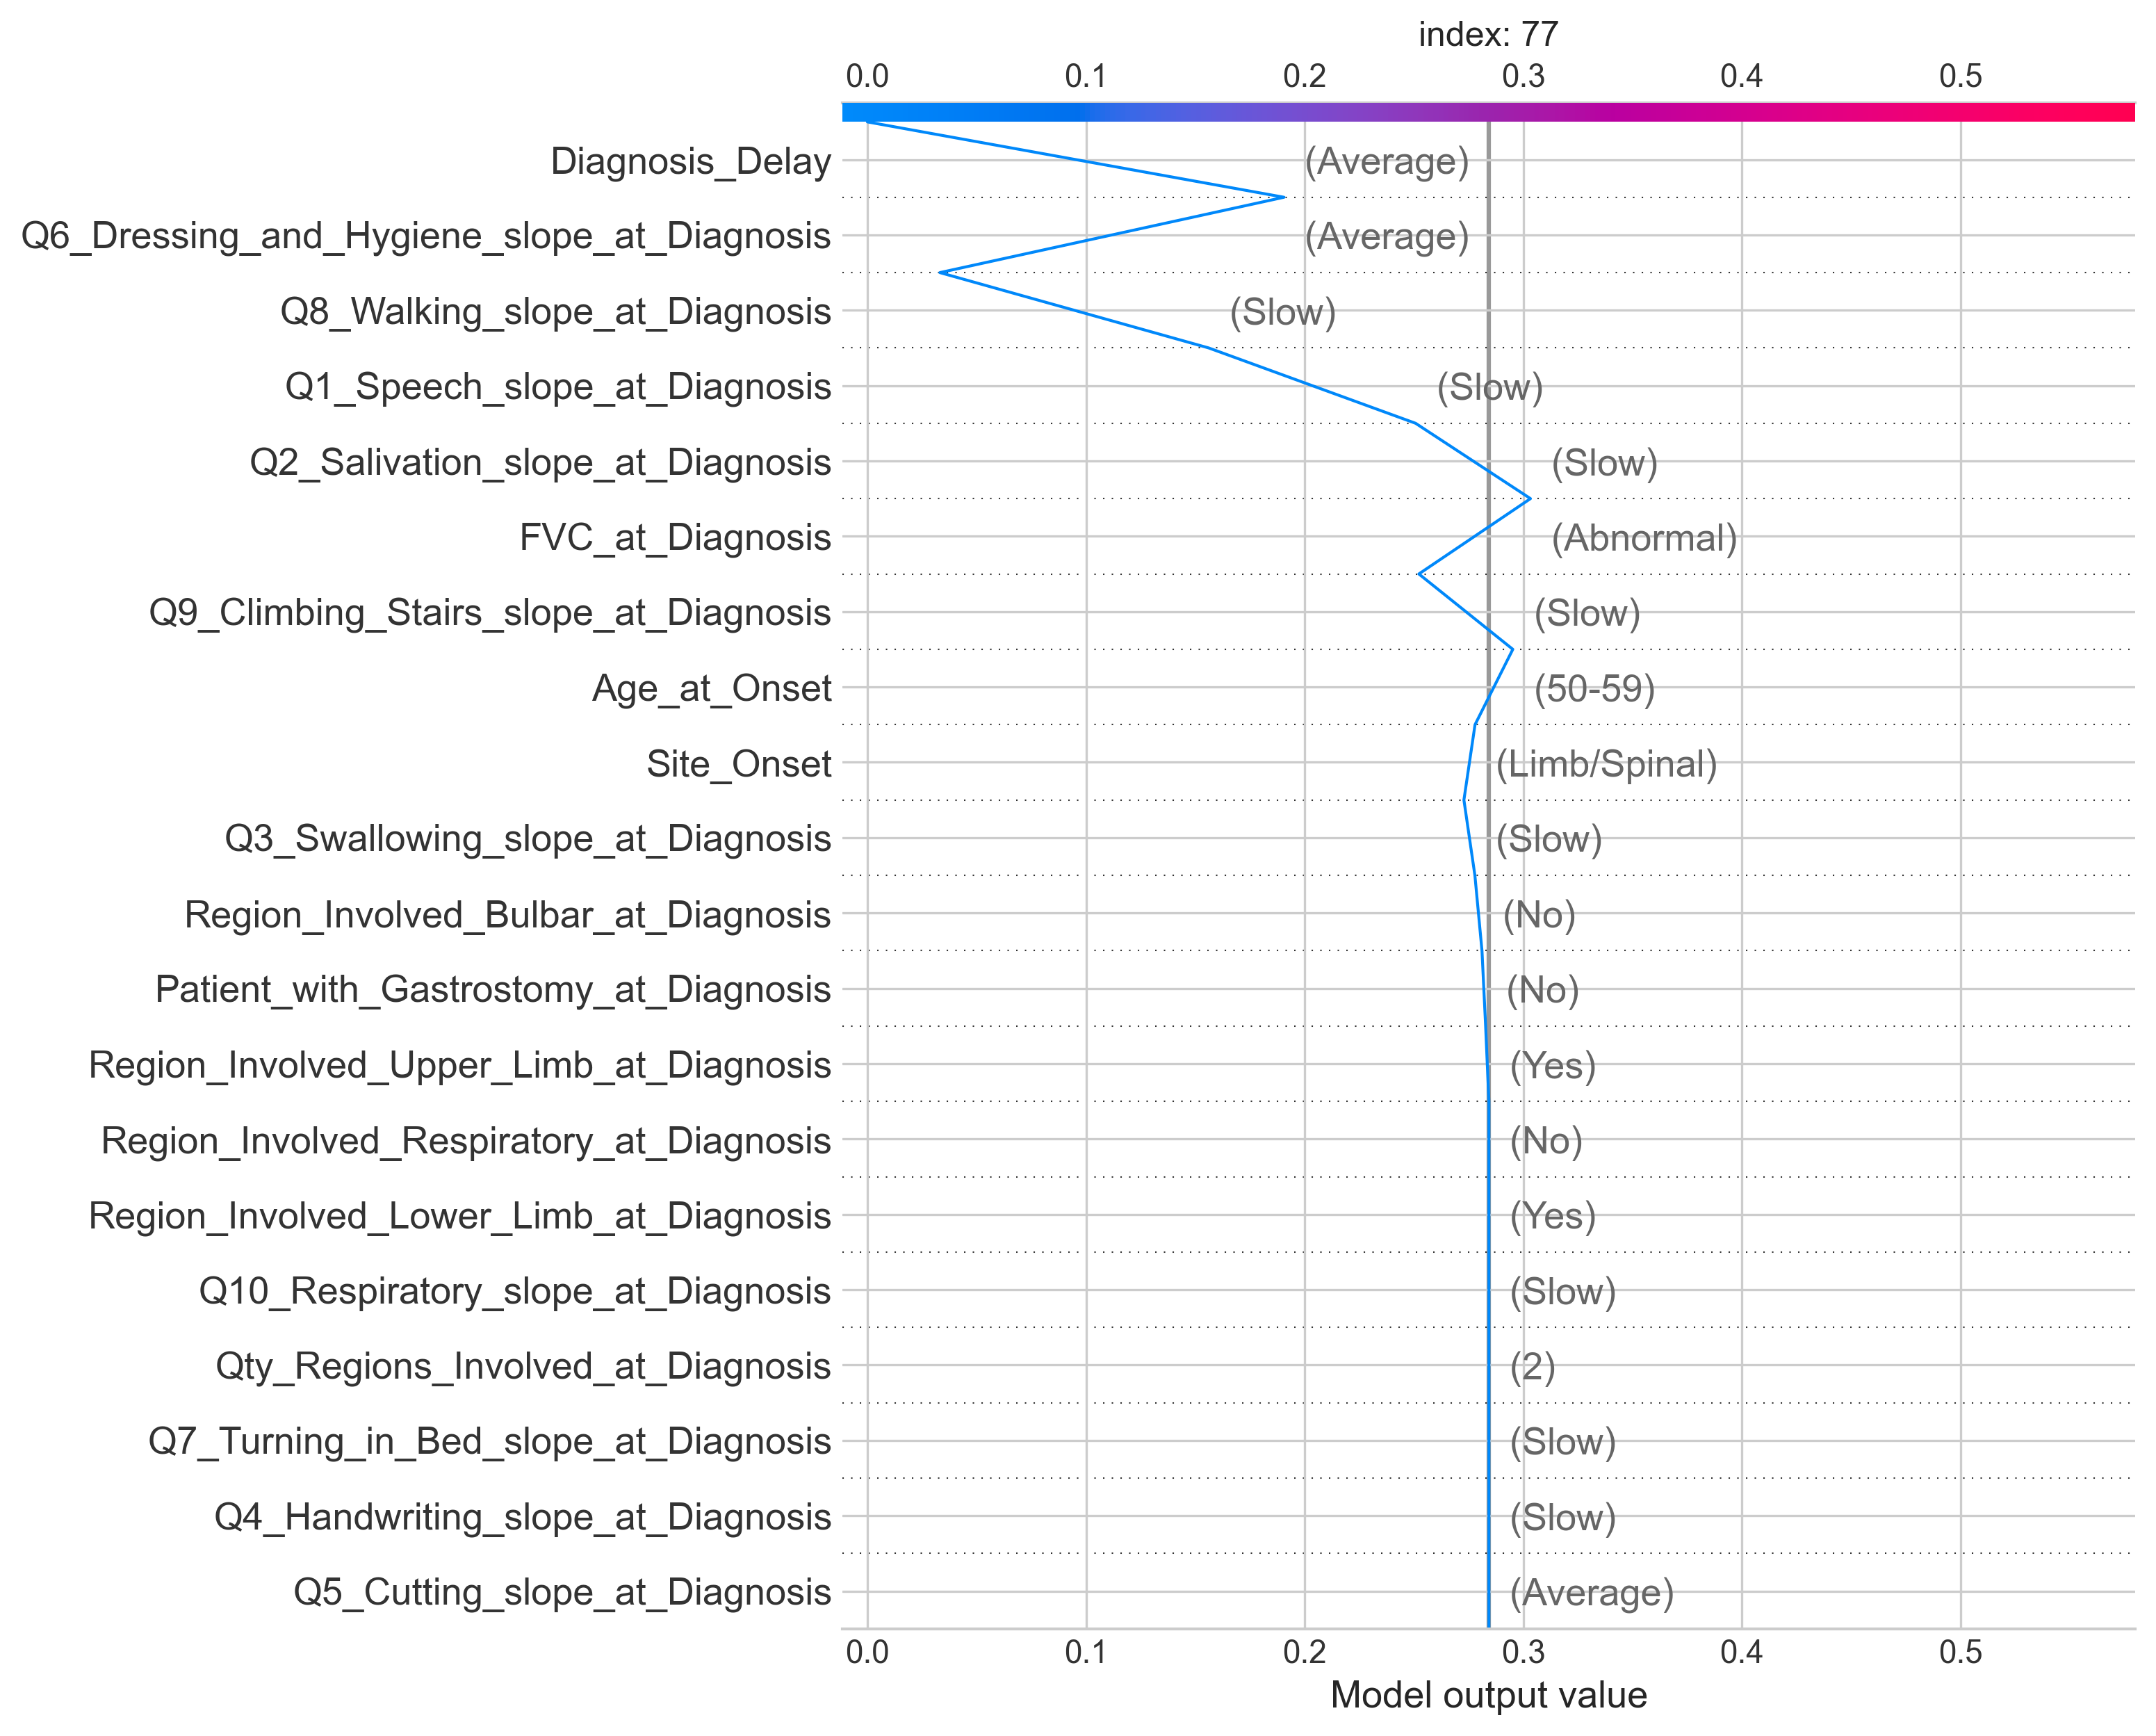 index: 77
0.0 0.1 0.2 0.3 0.4 0.5
Diagnosis_Delay (Average)
Q6_Dressing_and_Hygiene_slope_at_Diagnosis (Average)
Q8_Walking_slope_at_Diagnosis (Slow)
Q1_Speech_slope_at_Diagnosis (Slow)
Q2_Salivation_slope_at_Diagnosis (Slow)
FVC_at_Diagnosis (Abnormal)
Q9_Climbing_Stairs_slope_at_Diagnosis (Slow)
Age_at_Onset (50-59)
Site_Onset (Limb/Spinal)
Q3_Swallowing_slope_at_Diagnosis (Slow)
Region_Involved_Bulbar_at_Diagnosis (No)
Patient_with_Gastrostomy_at_Diagnosis (No)
Region_Involved_Upper_Limb_at_Diagnosis (Yes)
Region_Involved_Respiratory_at_Diagnosis (No)
Region_Involved_Lower_Limb_at_Diagnosis (Yes)
Q10_Respiratory_slope_at_Diagnosis (Slow)
Qty_Regions_Involved_at_Diagnosis (2)
Q7_Turning_in_Bed_slope_at_Diagnosis (Slow)
Q4_Handwriting_slope_at_Diagnosis (Slow)
Q5_Cutting_slope_at_Diagnosis (Average)
0.0 0.1 0.2 0.3 0.4 0.5
Model output value